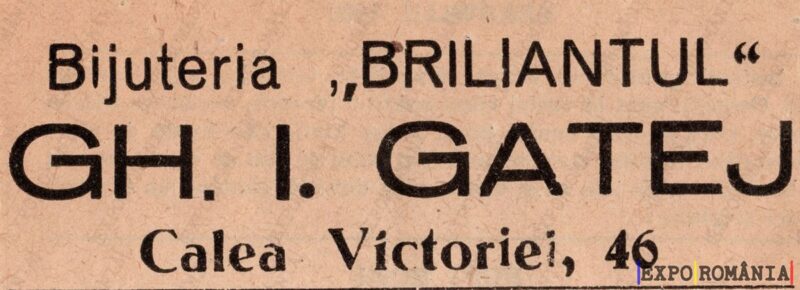 Bijuteria „BRILIANTUL“
GH. I. GATEJ
Calea Victoriei, 46
EXPO ROMÂNIA